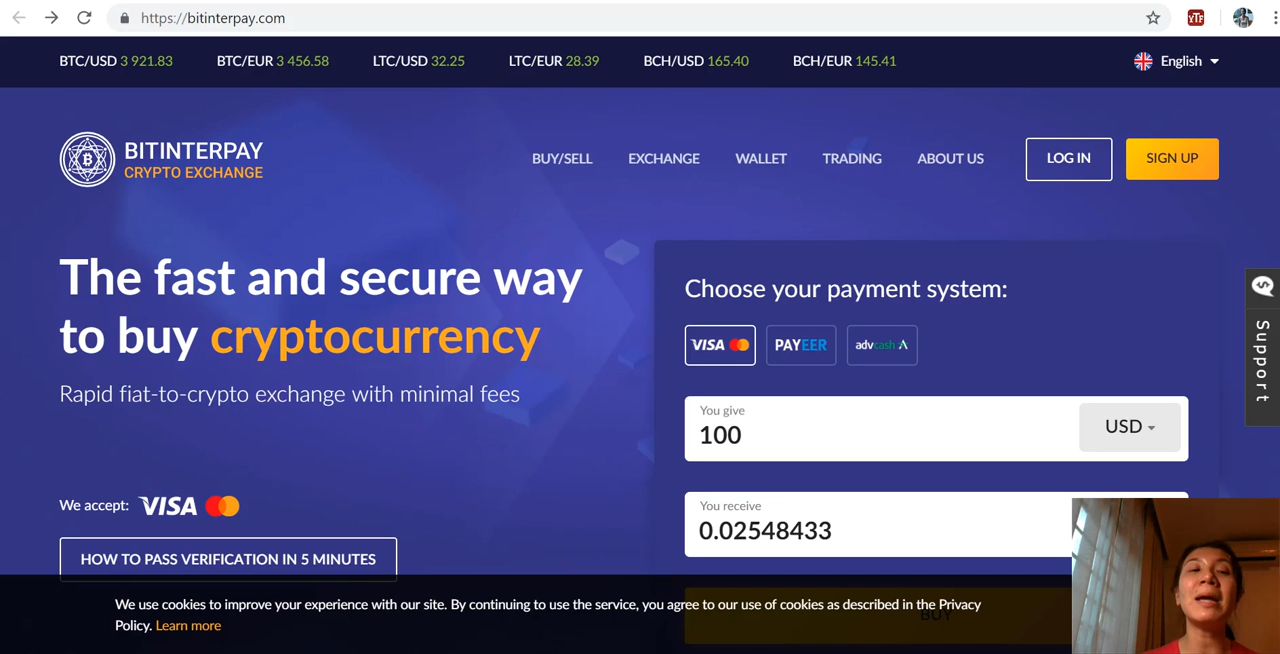 https://bitinterpay.com
YTF
BTC/USD 3 921.83 BTC/EUR 3 456.58 LTC/USD 32.25 LTC/EUR 28.39 BCH/USD 165.40 BCH/EUR 145.41 English
BITINTERPAY
CRYPTO EXCHANGE
BUY/SELL EXCHANGE WALLET TRADING ABOUT US LOG IN SIGN UP
The fast and secure way
to buy cryptocurrency
Rapid fiat-to-crypto exchange with minimal fees
We accept: VISA
HOW TO PASS VERIFICATION IN 5 MINUTES
Choose your payment system:
VISA PAYEER advcash
You give
100 USD
You receive
0.02548433
BUY
Support
We use cookies to improve your experience with our site. By continuing to use the service, you agree to our use of cookies as described in the Privacy
Policy. Learn more